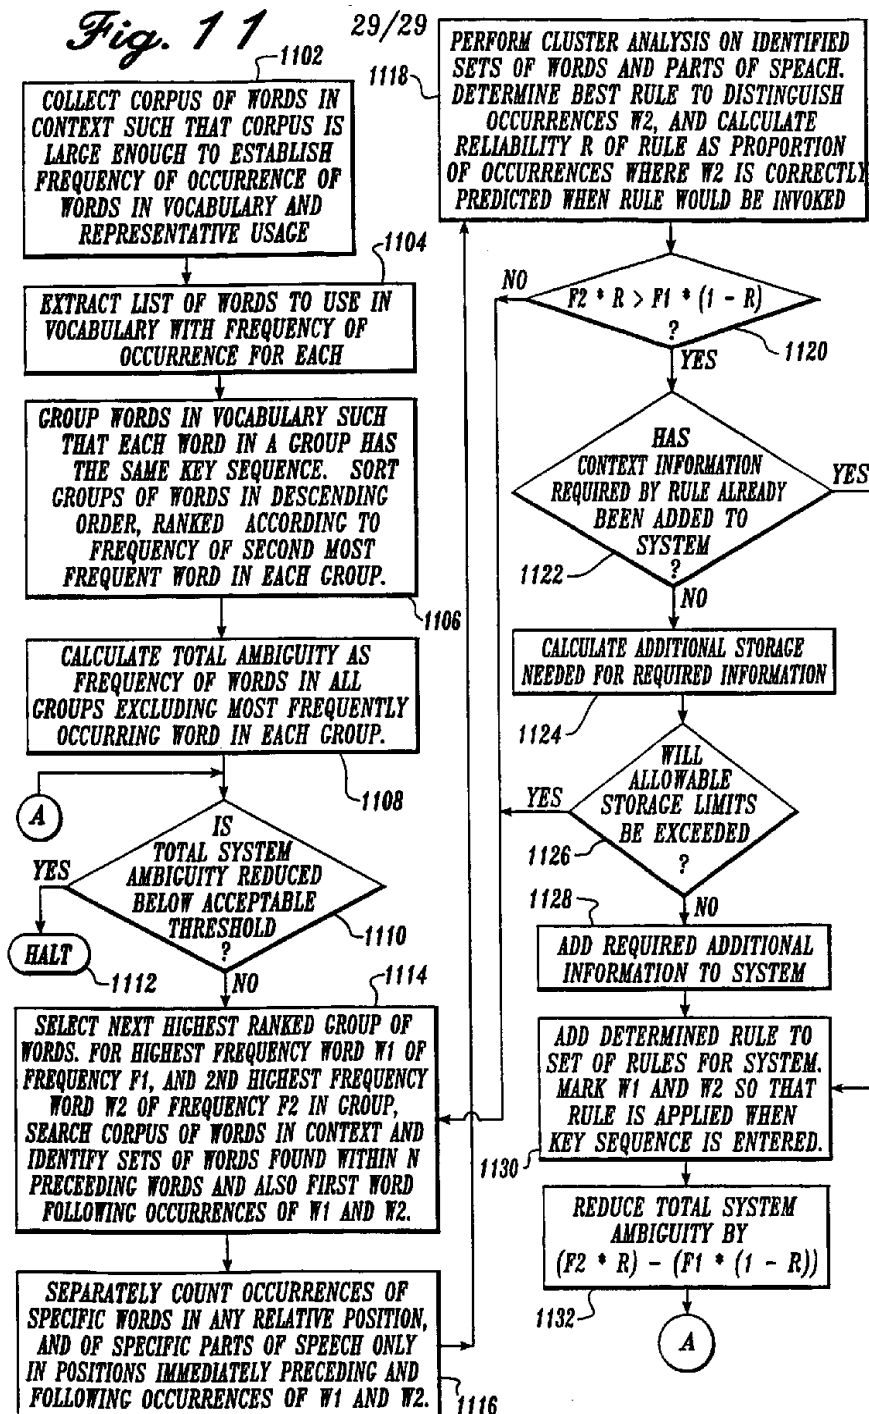 Fig. 11
29/29
1102
COLLECT CORPUS OF WORDS IN
CONTEXT SUCH THAT CORPUS IS
LARGE ENOUGH TO ESTABLISH
FREQUENCY OF OCCURRENCE OF
WORDS IN VOCABULARY AND
REPRESENTATIVE USAGE
1104
EXTRACT LIST OF WORDS TO USE IN
VOCABULARY WITH FREQUENCY OF
OCCURRENCE FOR EACH
GROUP WORDS IN VOCABULARY SUCH
THAT EACH WORD IN A GROUP HAS
THE SAME KEY SEQUENCE. SORT
GROUPS OF WORDS IN DESCENDING
ORDER, RANKED ACCORDING TO
FREQUENCY OF SECOND MOST
FREQUENT WORD IN EACH GROUP.
1106
CALCULATE TOTAL AMBIGUITY AS
FREQUENCY OF WORDS IN ALL
GROUPS EXCLUDING MOST FREQUENTLY
OCCURRING WORD IN EACH GROUP.
1108
A
IS
TOTAL SYSTEM
AMBIGUITY REDUCED
BELOW ACCEPTABLE
THRESHOLD
?
1110
YES
HALT
1112
NO
1114
SELECT NEXT HIGHEST RANKED GROUP OF
WORDS. FOR HIGHEST FREQUENCY WORD W1 OF
FREQUENCY F1, AND 2ND HIGHEST FREQUENCY
WORD W2 OF FREQUENCY F2 IN GROUP,
SEARCH CORPUS OF WORDS IN CONTEXT AND
IDENTIFY SETS OF WORDS FOUND WITHIN N
PRECEEDING WORDS AND ALSO FIRST WORD
FOLLOWING OCCURRENCES OF W1 AND W2.
SEPARATELY COUNT OCCURRENCES OF
SPECIFIC WORDS IN ANY RELATIVE POSITION,
AND OF SPECIFIC PARTS OF SPEECH ONLY
IN POSITIONS IMMEDIATELY PRECEDING AND
FOLLOWING OCCURRENCES OF W1 AND W2.
1116
1118
PERFORM CLUSTER ANALYSIS ON IDENTIFIED
SETS OF WORDS AND PARTS OF SPEACH.
DETERMINE BEST RULE TO DISTINGUISH
OCCURRENCES W2, AND CALCULATE
RELIABILITY R OF RULE AS PROPORTION
OF OCCURRENCES WHERE W2 IS CORRECTLY
PREDICTED WHEN RULE WOULD BE INVOKED
NO
F2 * R > F1 * (1 - R)
?
1120
YES
HAS
CONTEXT INFORMATION
REQUIRED BY RULE ALREADY
BEEN ADDED TO
SYSTEM
?
YES
1122
NO
CALCULATE ADDITIONAL STORAGE
NEEDED FOR REQUIRED INFORMATION
1124
WILL
ALLOWABLE
STORAGE LIMITS
BE EXCEEDED
?
YES
1126
NO
1128
ADD REQUIRED ADDITIONAL
INFORMATION TO SYSTEM
ADD DETERMINED RULE TO
SET OF RULES FOR SYSTEM.
MARK W1 AND W2 SO THAT
RULE IS APPLIED WHEN
KEY SEQUENCE IS ENTERED.
1130
REDUCE TOTAL SYSTEM
AMBIGUITY BY
(F2 * R) - (F1 * (1 - R))
1132
A